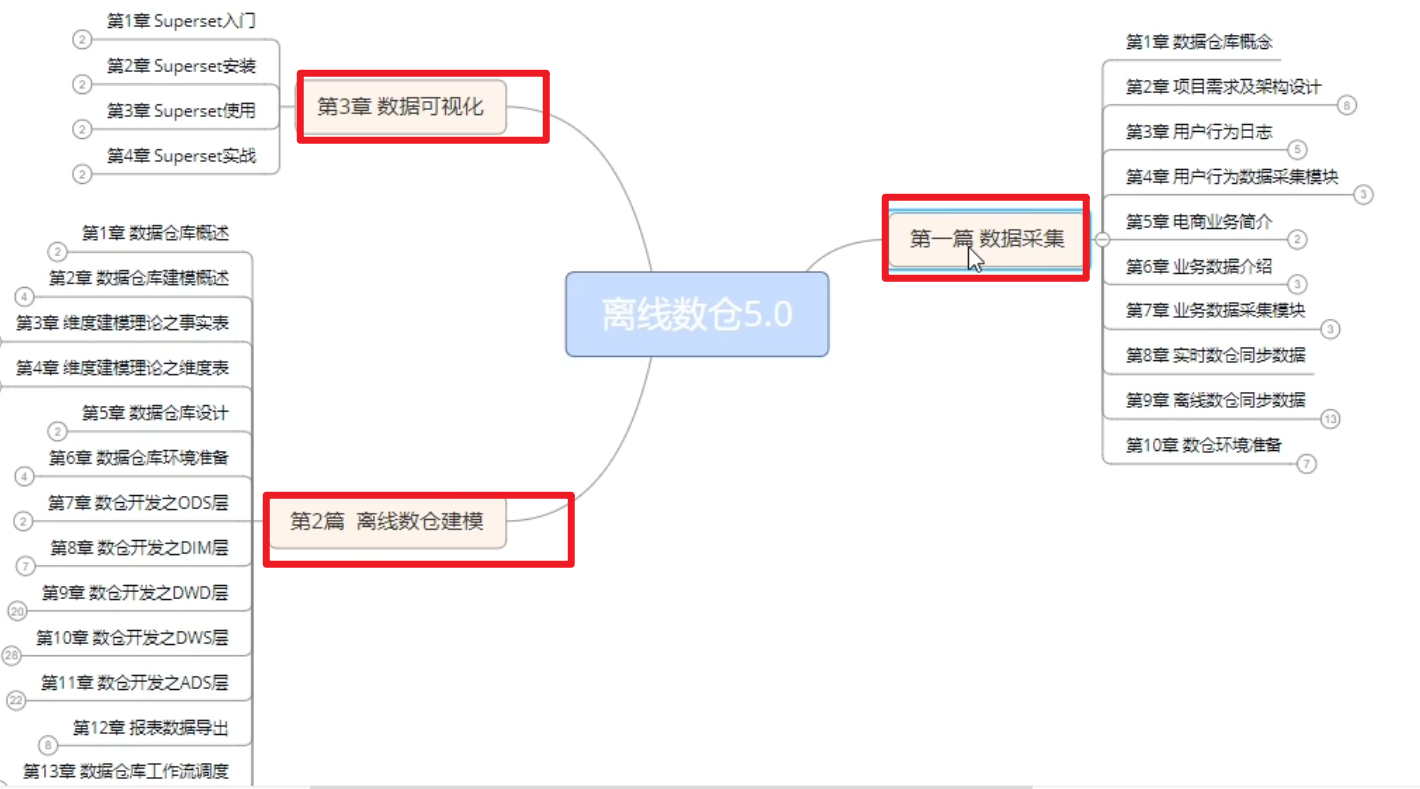 离线数仓5.0
第一篇 数据采集
第1章 数据仓库概念
第2章 项目需求及架构设计
8
第3章 用户行为日志
5
第4章 用户行为数据采集模块
3
第5章 电商业务简介
2
第6章 业务数据介绍
3
第7章 业务数据采集模块
3
第8章 实时数仓同步数据
第9章 离线数仓同步数据
13
第10章 数仓环境准备
7
第2篇 离线数仓建模
第1章 数据仓库概述
2
第2章 数据仓库建模概述
4
第3章 维度建模理论之事实表
第4章 维度建模理论之维度表
第5章 数据仓库设计
2
第6章 数据仓库环境准备
4
第7章 数仓开发之ODS层
2
第8章 数仓开发之DIM层
7
第9章 数仓开发之DWD层
20
第10章 数仓开发之DWS层
28
第11章 数仓开发之ADS层
22
第12章 报表数据导出
8
第13章 数据仓库工作流调度
第3章 数据可视化
第1章 Superset入门
2
第2章 Superset安装
2
第3章 Superset使用
2
第4章 Superset实战
2